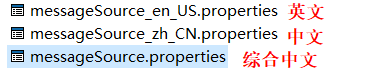 messageSource_en_US.properties 英文
messageSource_zh_CN.properties 中文
messageSource.properties 综合中文